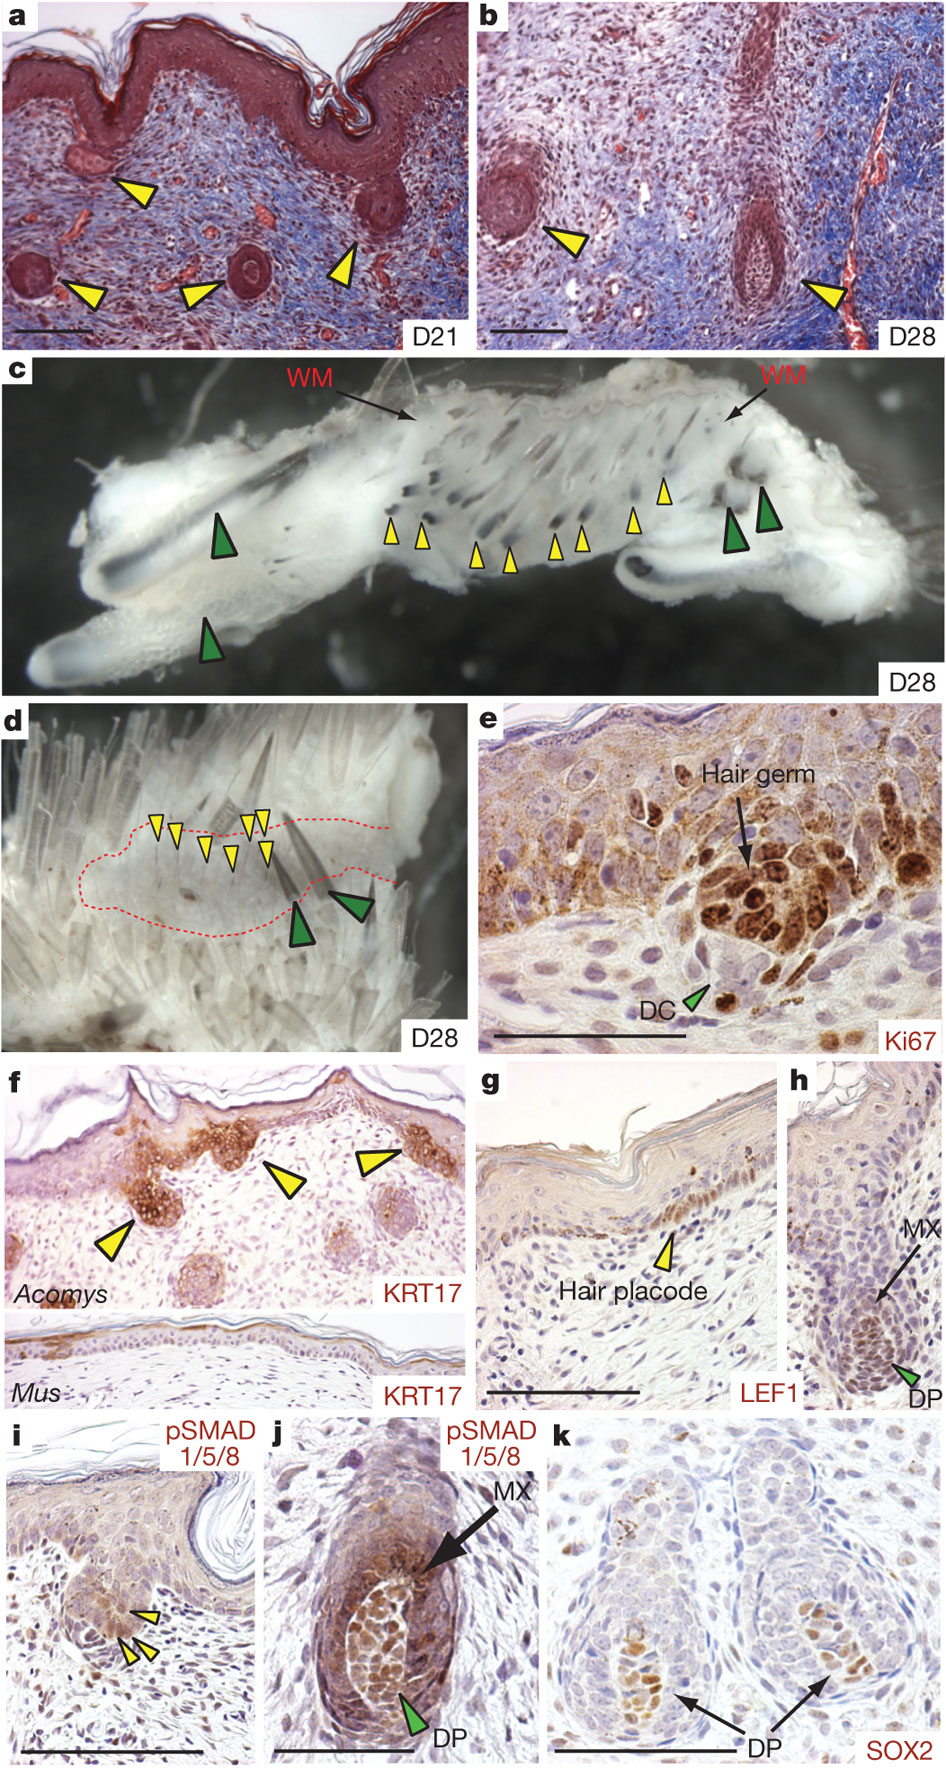 a
D21
b
D28
c
WM
WM
D28
d
D28
e
Hair germ
DC
Ki67
f
Acomys
KRT17
Mus
KRT17
g
Hair placode
LEF1
h
MX
DP
i
pSMAD
1/5/8
j
pSMAD
1/5/8
MX
DP
k
DP
SOX2